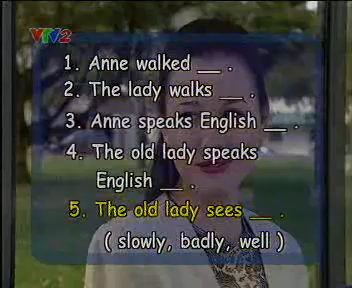 VTV2
1. Anne walked __ .
2. The lady walks __ .
3. Anne speaks English __ .
4. The old lady speaks
English __ .
5. The old lady sees __ .
( slowly, badly, well )